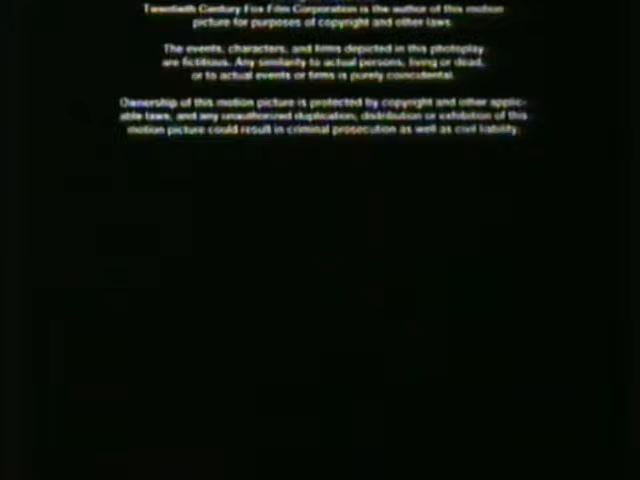 Twentieth Century Fox Film Corporation is the author of this motion
picture for purposes of copyright and other laws.
The events, characters, and firms depicted in this photoplay
are fictitious. Any similarity to actual persons, living or dead,
or to actual events or firms is purely coincidental.
Ownership of this motion picture is protected by copyright and other applic-
able laws, and any unauthorized duplication, distribution or exhibition of this
motion picture could result in criminal prosecution as well as civil liability.